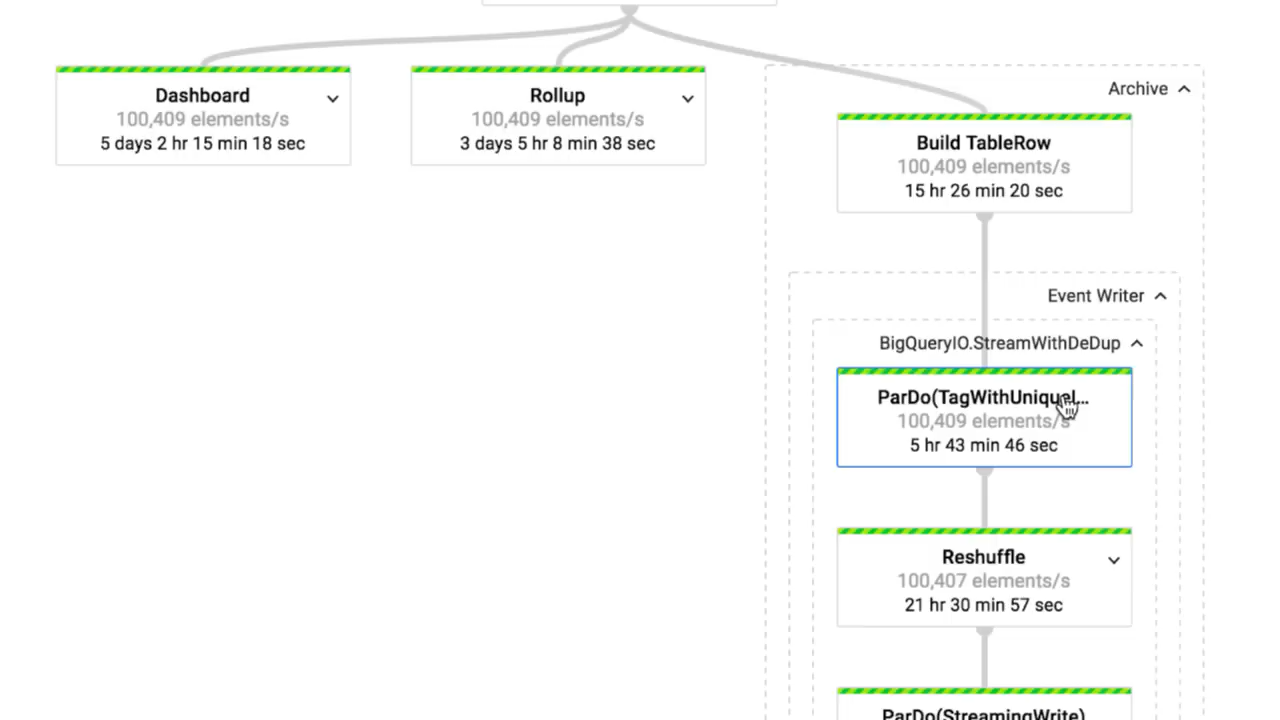 Dashboard
100,409 elements/s
5 days 2 hr 15 min 18 sec
Rollup
100,409 elements/s
3 days 5 hr 8 min 38 sec
Archive
Build TableRow
100,409 elements/s
15 hr 26 min 20 sec
Event Writer
BigQueryIO.StreamWithDeDup
ParDo(TagWithUniqueI...
100,409 elements/s
5 hr 43 min 46 sec
Reshuffle
100,407 elements/s
21 hr 30 min 57 sec
ParDo(StreamingWrite)